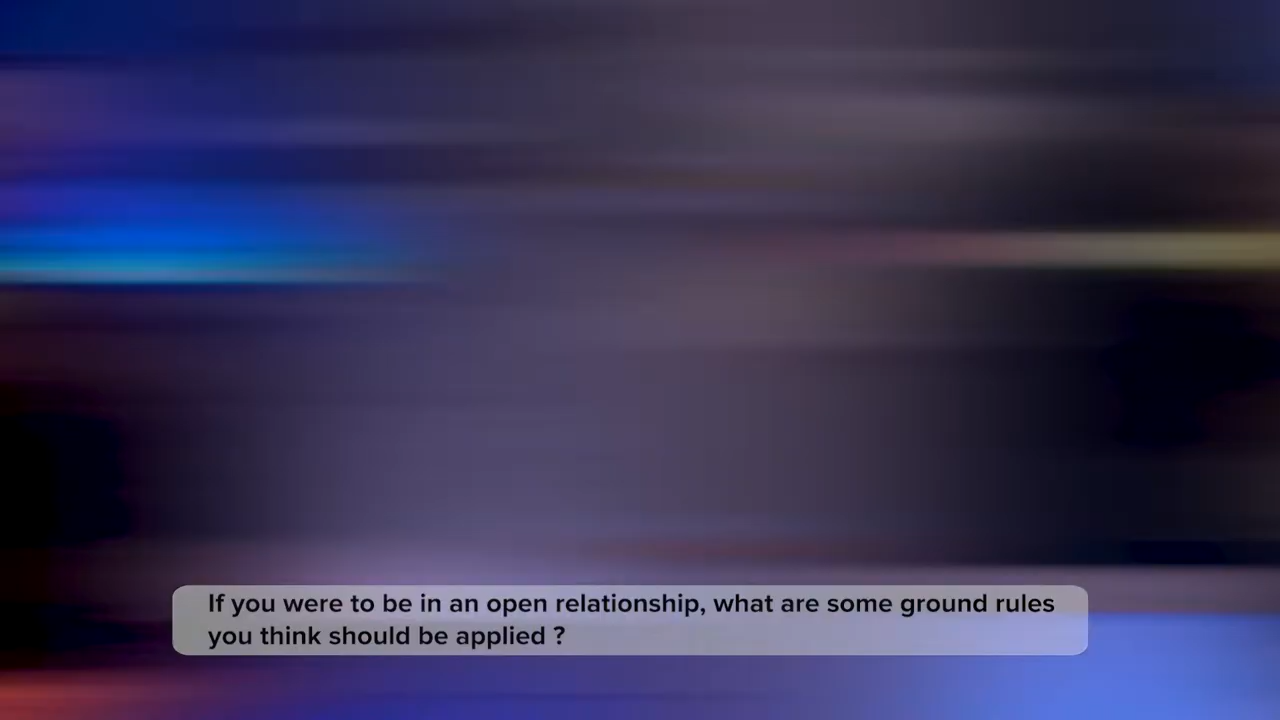 If you were to be in an open relationship, what are some ground rules
you think should be applied ?